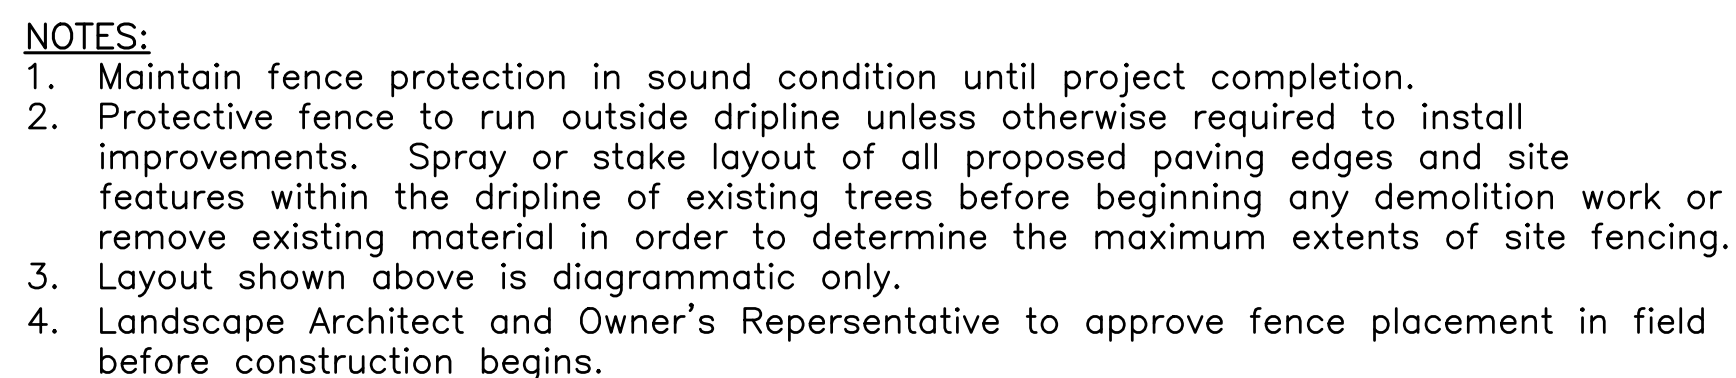 NOTES:
1. Maintain fence protection in sound condition until project completion.
2. Protective fence to run outside dripline unless otherwise required to install
improvements. Spray or stake layout of all proposed paving edges and site
features within the dripline of existing trees before beginning any demolition work or
remove existing material in order to determine the maximum extents of site fencing.
3. Layout shown above is diagrammatic only.
4. Landscape Architect and Owner's Repersentative to approve fence placement in field
before construction begins.